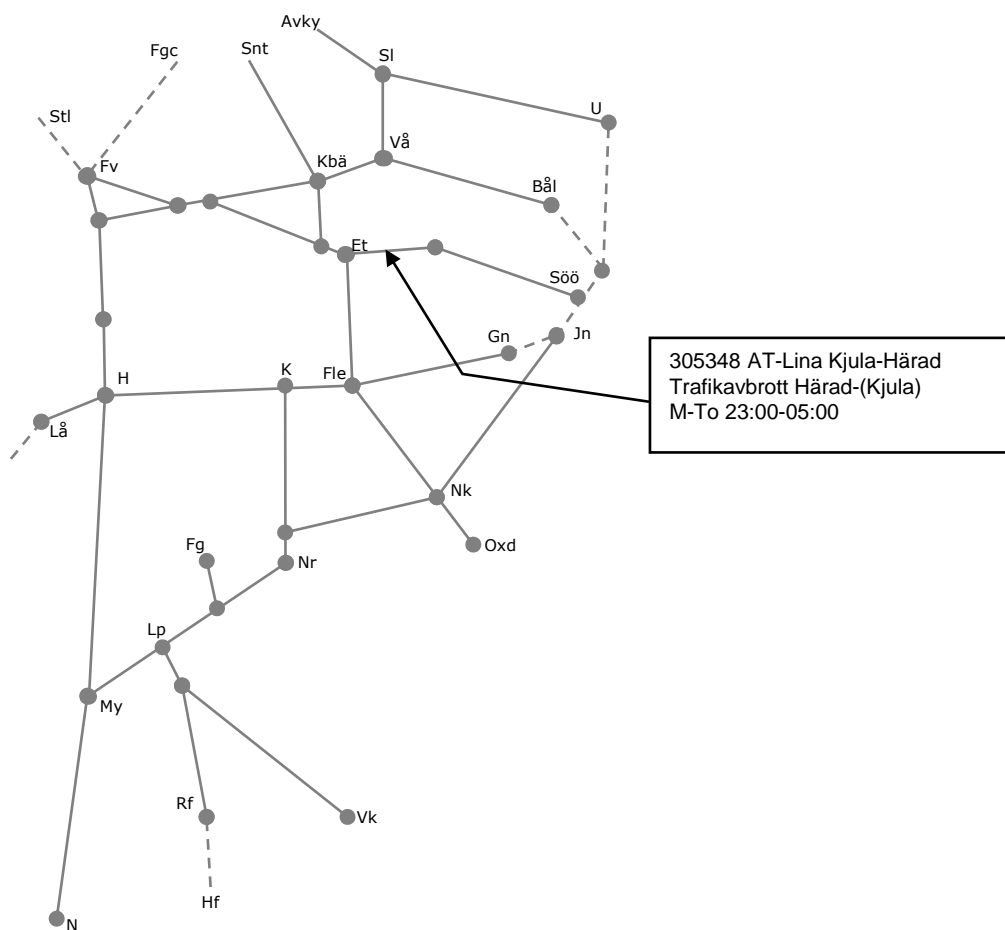 Avky
Fgc
Snt
Sl
Stl
U
Fv
Kbä
Vå
Bål
Et
Söö
Gn
Jn
H
K
Fle
305348 AT-Lina Kjula-Härad
Trafikavbrott Härad-(Kjula)
M-To 23:00-05:00
Lå
Nk
Fg
Nr
Oxd
Lp
My
Rf
Vk
Hf
N